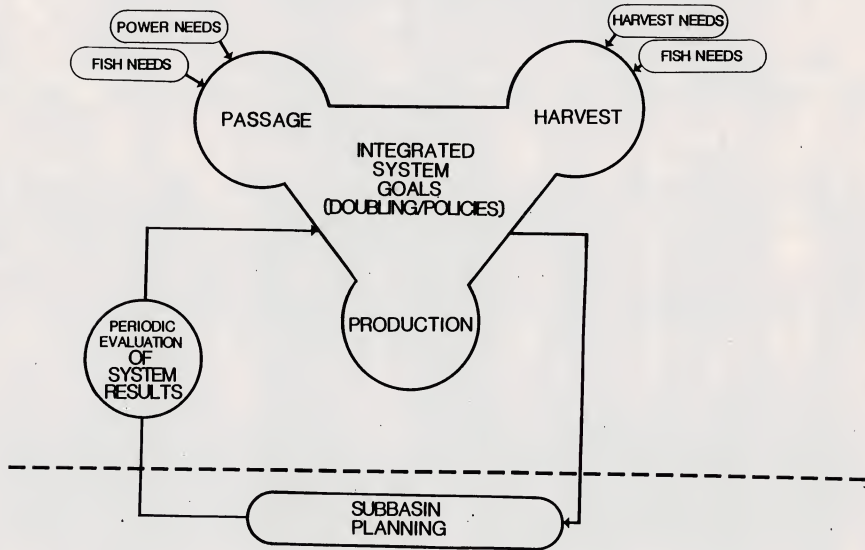 POWER NEEDS
FISH NEEDS
HARVEST NEEDS
FISH NEEDS
PASSAGE
HARVEST
INTEGRATED
SYSTEM
GOALS
(DOUBLING/POLICIES)
PRODUCTION
PERIODIC
EVALUATION
OF
SYSTEM
RESULTS
SUBBASIN
PLANNING